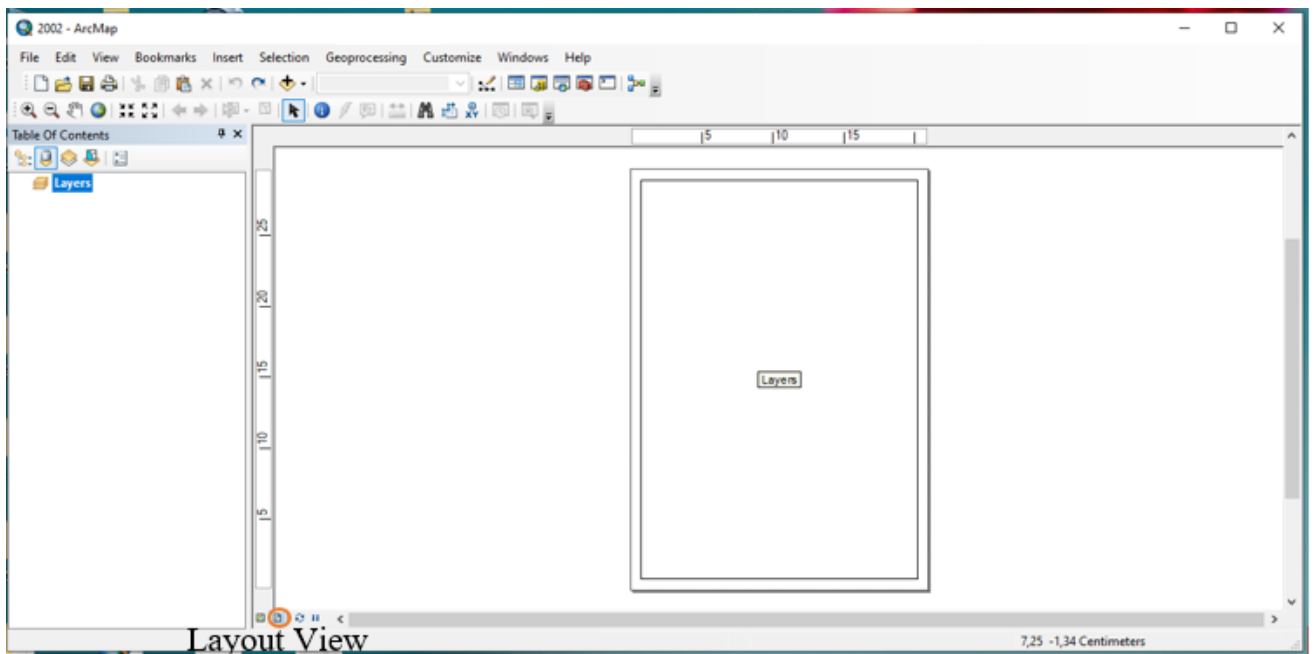 2002 - ArcMap
File Edit View Bookmarks Insert Selection Geoprocessing Customize Windows Help
Table Of Contents
5 10 15
Layers
25
20
15
10
5
Layers
Layout View
7,25 -1,34 Centimeters